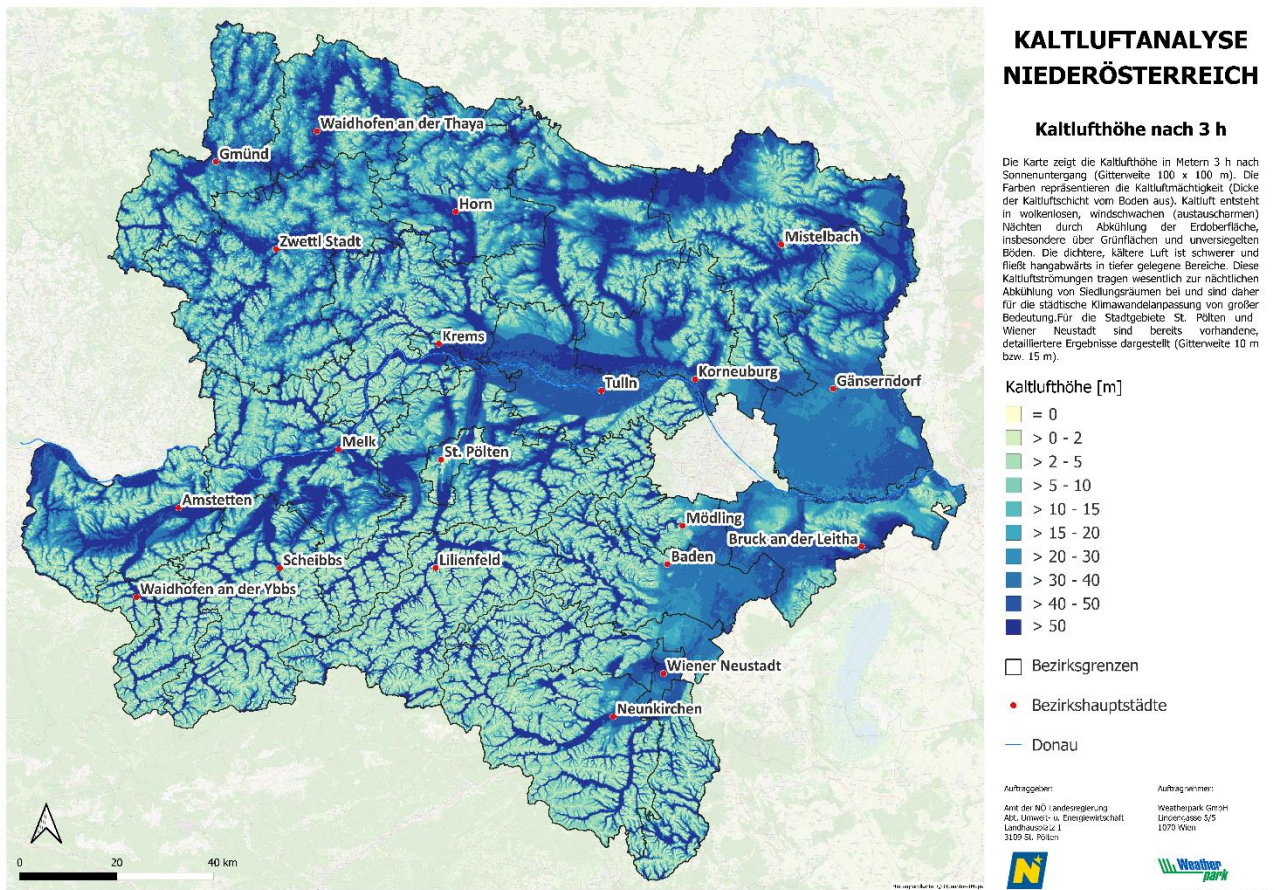 KALTLUFTANALYSE
NIEDERÖSTERREICH
Kaltlufthöhe nach 3 h
Die Karte zeigt die Kaltlufthöhe in Metern 3 h nach
Sonnenuntergang (Gitterweite 100 x 100 m). Die
Farben repräsentieren die Kaltluftmächtigkeit (Dicke
der Kaltluftschicht vom Boden aus). Kaltluft entsteht
in wolkenlosen, windschwachen (austauscharmen)
Nächten durch Abkühlung der Erdoberfläche,
insbesondere über Grünflächen und unversiegelten
Böden. Die dichtere, kältere Luft ist schwerer und
fließt hangabwärts in tiefer gelegene Bereiche. Diese
Kaltluftströmungen tragen wesentlich zur nächtlichen
Abkühlung von Siedlungsräumen bei und sind daher
für die städtische Klimawandelanpassung von großer
Bedeutung.Für die Stadtgebiete St. Pölten und
Wiener Neustadt sind bereits vorhandene,
detailliertere Ergebnisse dargestellt (Gitterweite 10 m
bzw. 15 m).
Kaltlufthöhe [m]
= 0
> 0 - 2
> 2 - 5
> 5 - 10
> 10 - 15
> 15 - 20
> 20 - 30
> 30 - 40
> 40 - 50
> 50
Bezirksgrenzen
Bezirkshauptstädte
Donau
Auftraggeber:
Amt der NÖ Landesregierung
Abt. Umwelt- u. Energiewirtschaft
Landhausplatz 1
3109 St. Pölten
Auftragnehmer:
Weatherpark GmbH
Lindengasse 5/5
1070 Wien
N
Weather
park
Waidhofen an der Thaya
Gmünd
Horn
Zwettl Stadt
Mistelbach
Krems
Korneuburg
Tulln
Gänserndorf
Melk
St. Pölten
Amstetten
Mödling
Bruck an der Leitha
Baden
Scheibbs
Lilienfeld
Waidhofen an der Ybbs
Wiener Neustadt
Neunkirchen
0 20 40 km